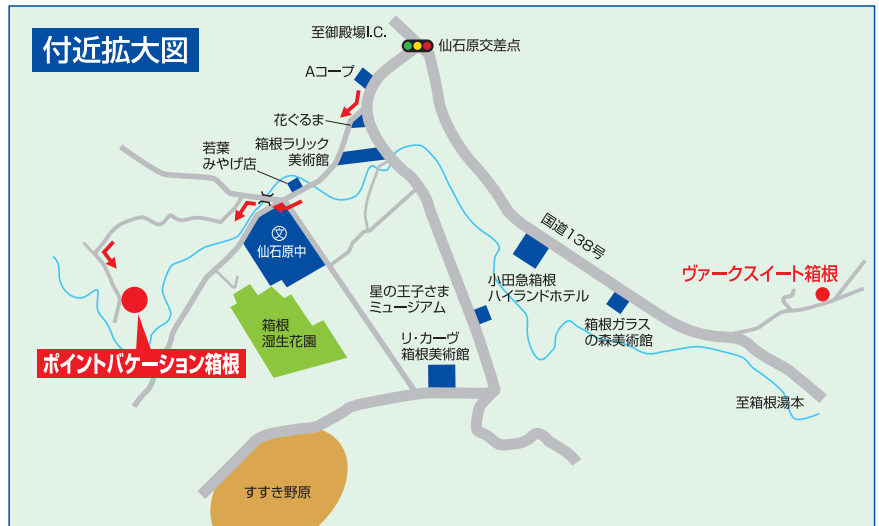 付近拡大図
至御殿場I.C.
仙石原交差点
Aコープ
花ぐるま
若葉
みやげ店
箱根ラリック
美術館
文
仙石原中
国道138号
小田急箱根
ハイランドホテル
ヴァークスイート箱根
星の王子さま
ミュージアム
箱根ガラス
の森美術館
箱根
湿生花園
リ・カーヴ
箱根美術館
ポイントバケーション箱根
至箱根湯本
すすき野原